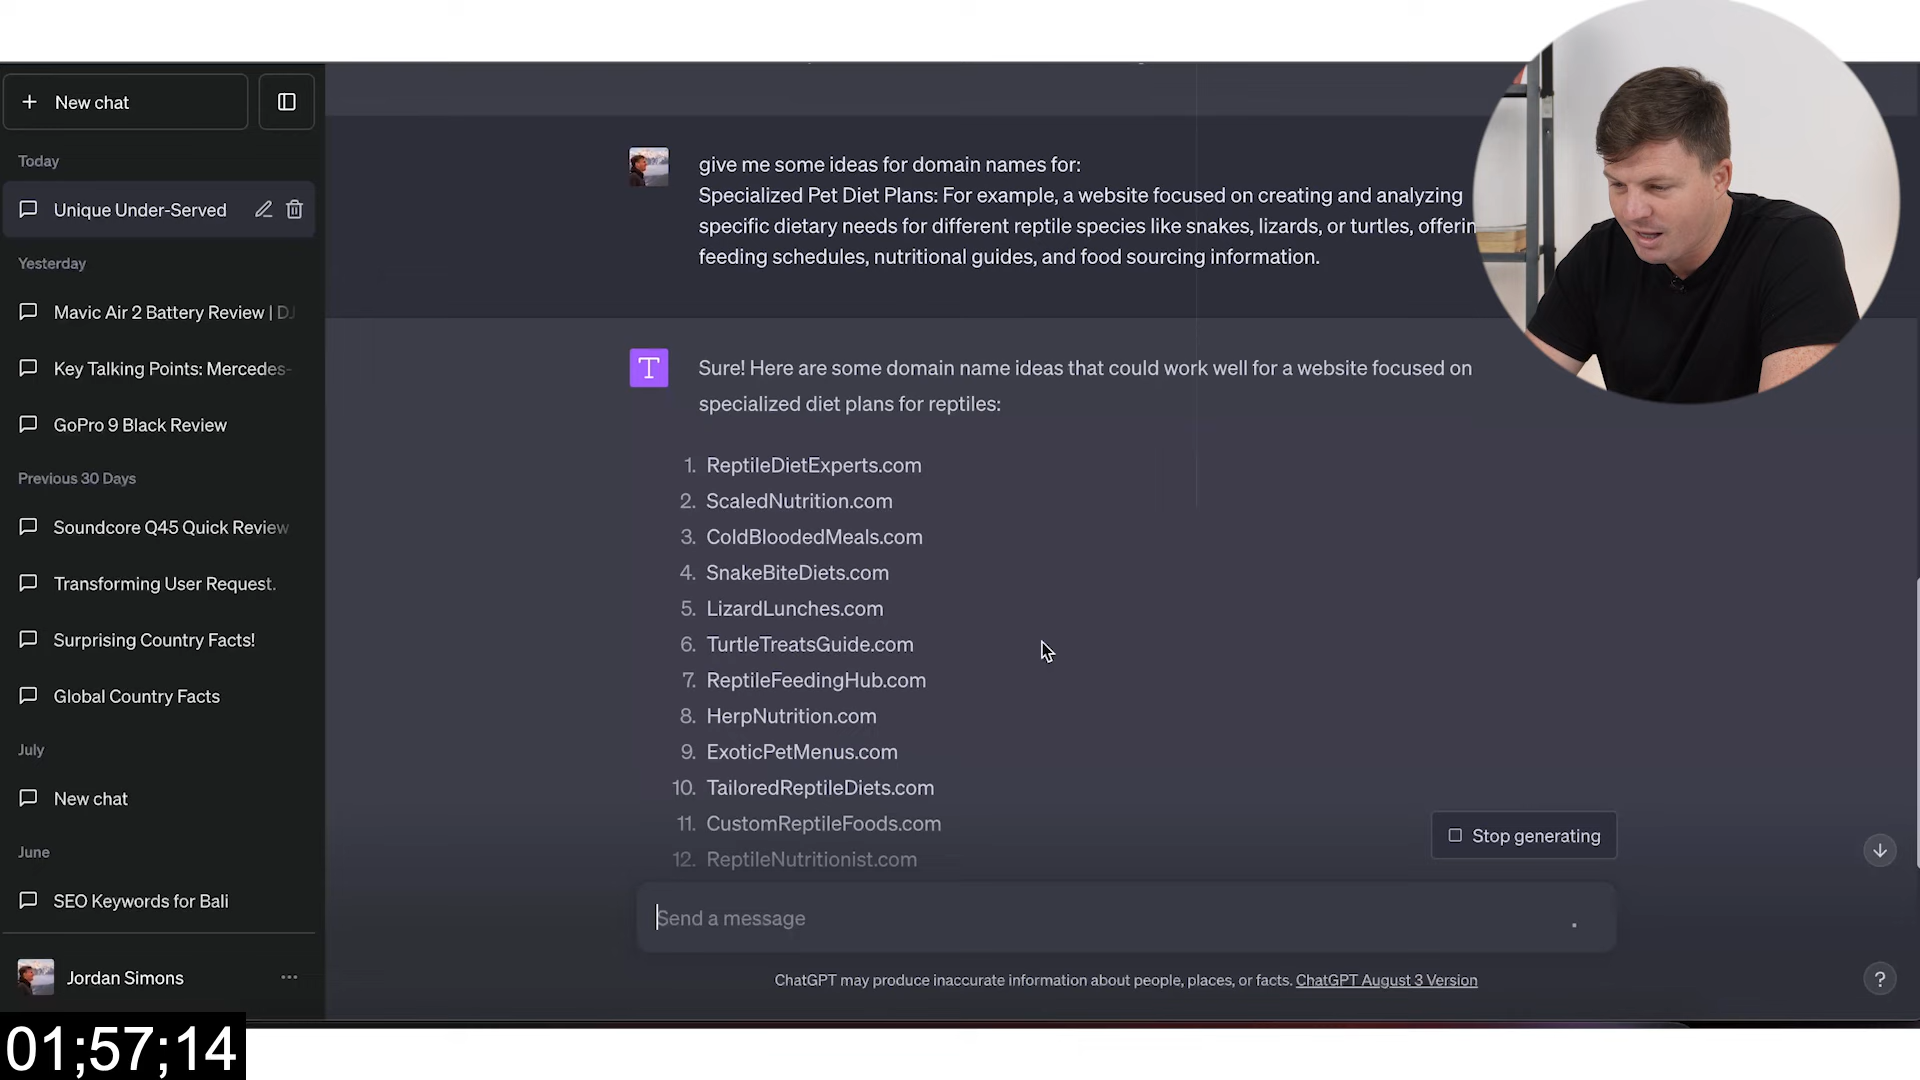 New chat
Today
Unique Under-Served
Yesterday
Mavic Air 2 Battery Review | DJ
Key Talking Points: Mercedes-
GoPro 9 Black Review
Previous 30 Days
Soundcore Q45 Quick Review
Transforming User Request.
Surprising Country Facts!
Global Country Facts
July
New chat
June
SEO Keywords for Bali
Jordan Simons
01;57;14
give me some ideas for domain names for:
Specialized Pet Diet Plans: For example, a website focused on creating and analyzing
specific dietary needs for different reptile species like snakes, lizards, or turtles, offerin
feeding schedules, nutritional guides, and food sourcing information.
T
Sure! Here are some domain name ideas that could work well for a website focused on
specialized diet plans for reptiles:
1. ReptileDietExperts.com
2. ScaledNutrition.com
3. ColdBloodedMeals.com
4. SnakeBiteDiets.com
5. LizardLunches.com
6. TurtleTreatsGuide.com
7. ReptileFeedingHub.com
8. HerpNutrition.com
9. ExoticPetMenus.com
10. TailoredReptileDiets.com
11. CustomReptileFoods.com
12. ReptileNutritionist.com
Stop generating
Send a message
ChatGPT may produce inaccurate information about people, places, or facts. ChatGPT August 3 Version
?